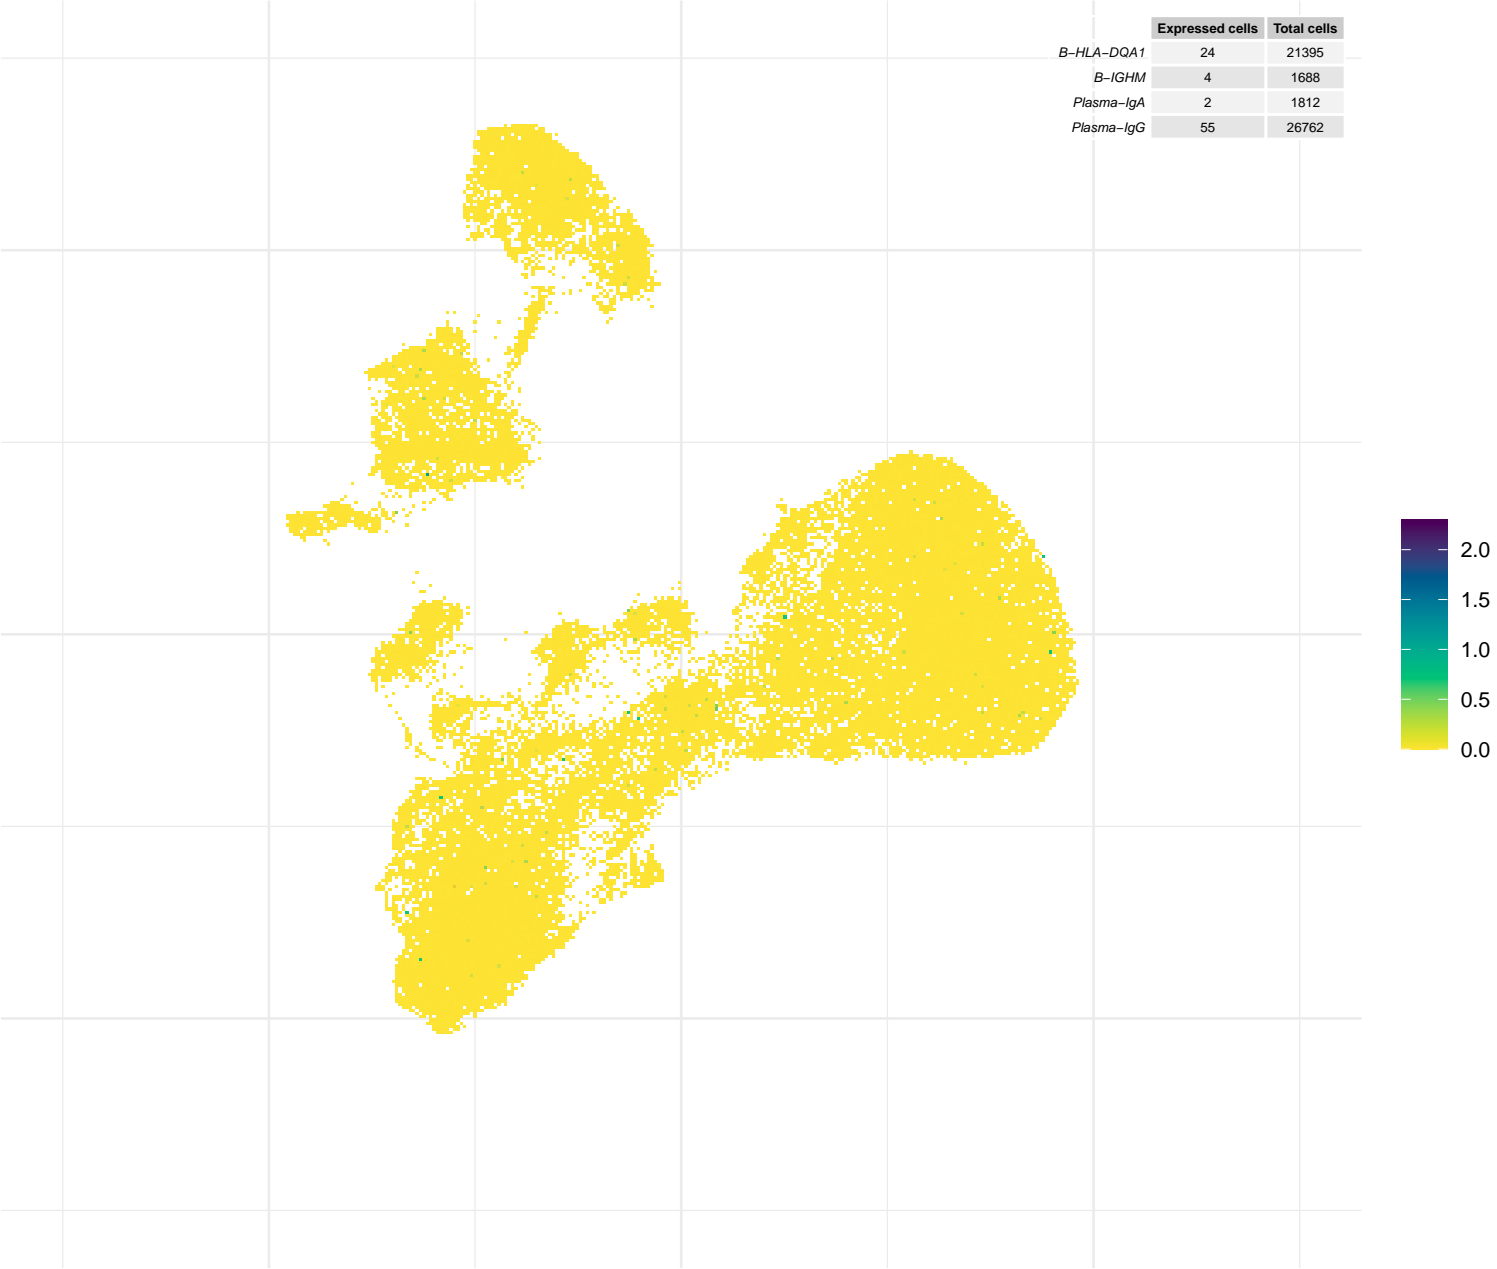 Expressed cells Total cells
B−HLA−DQA1 24 21395
B−IGHM 4 1688
Plasma−IgA 2 1812
Plasma−IgG 55 26762
2.0
1.5
1.0
0.5
0.0